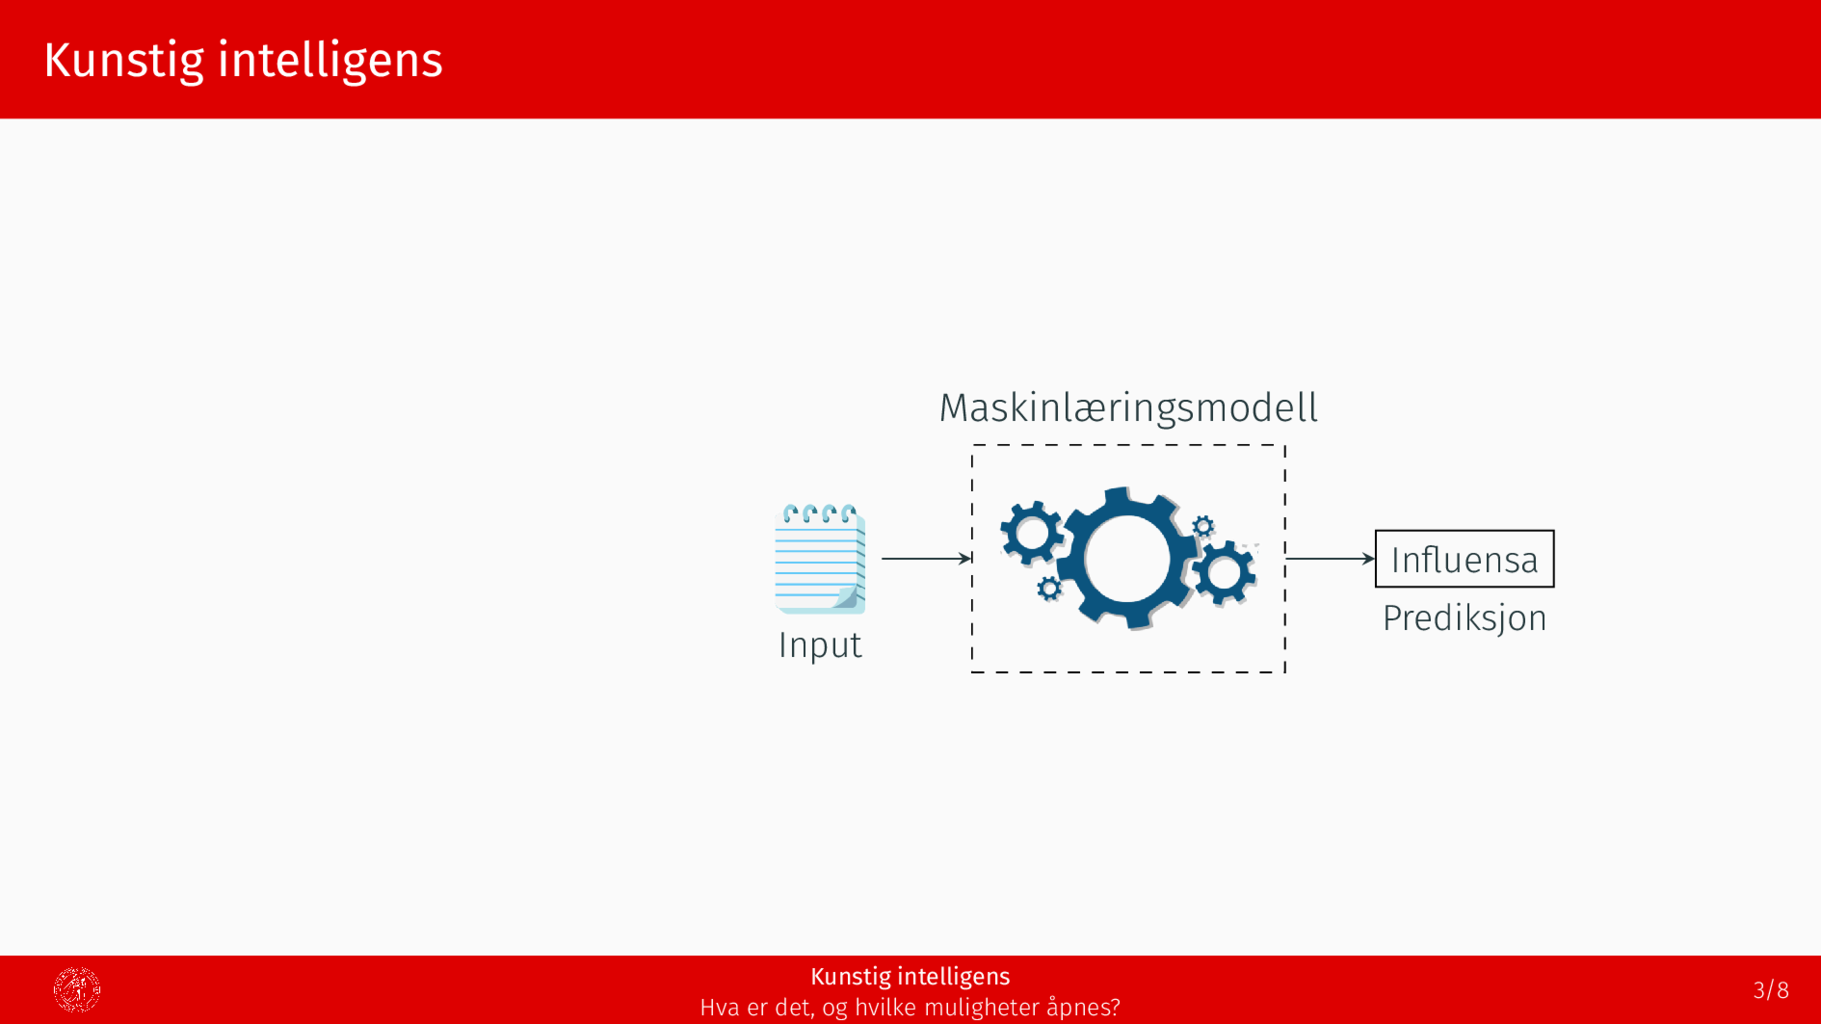 Kunstig intelligens
Maskinlæringsmodell
Input
Influensa
Prediksjon
Kunstig intelligens
Hva er det, og hvilke muligheter åpnes?
3/8